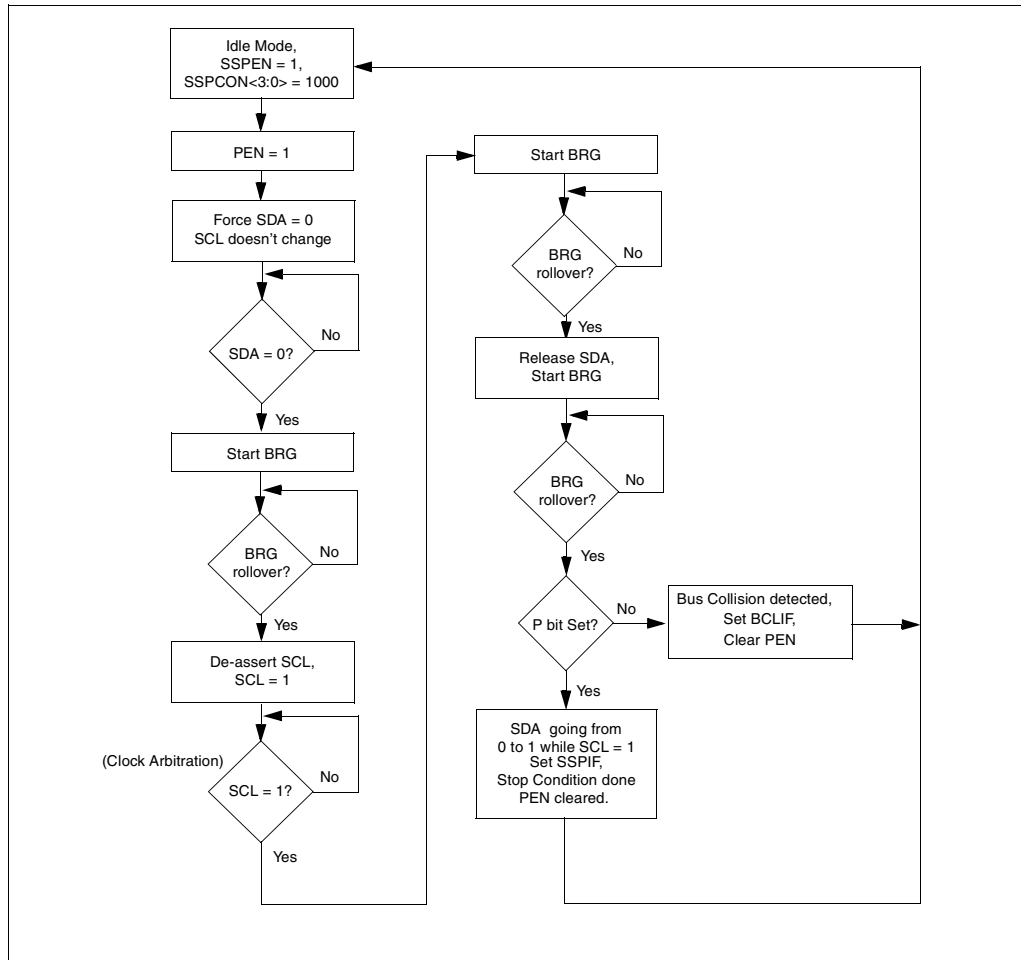 Idle Mode,
SSPEN = 1,
SSPCON<3:0> = 1000
PEN = 1
Force SDA = 0
SCL doesn't change
SDA = 0?
No
Yes
Start BRG
BRG
rollover?
No
Yes
De-assert SCL,
SCL = 1
(Clock Arbitration)
SCL = 1?
No
Yes
Start BRG
BRG
rollover?
No
Yes
Release SDA,
Start BRG
BRG
rollover?
No
Yes
P bit Set?
No
Bus Collision detected,
Set BCLIF,
Clear PEN
Yes
SDA going from
0 to 1 while SCL = 1
Set SSPIF,
Stop Condition done
PEN cleared.